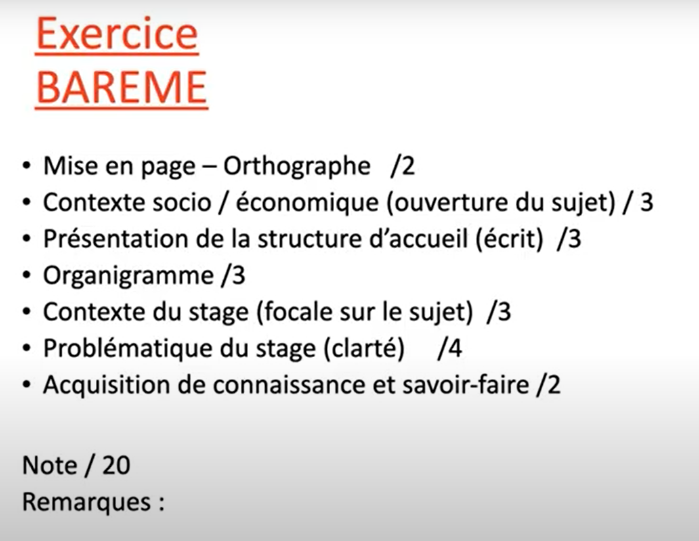 Exercice
BAREME
• Mise en page – Orthographe /2
• Contexte socio / économique (ouverture du sujet) / 3
• Présentation de la structure d’accueil (écrit) /3
• Organigramme /3
• Contexte du stage (focale sur le sujet) /3
• Problématique du stage (clarté) /4
• Acquisition de connaissance et savoir-faire /2
Note / 20
Remarques :